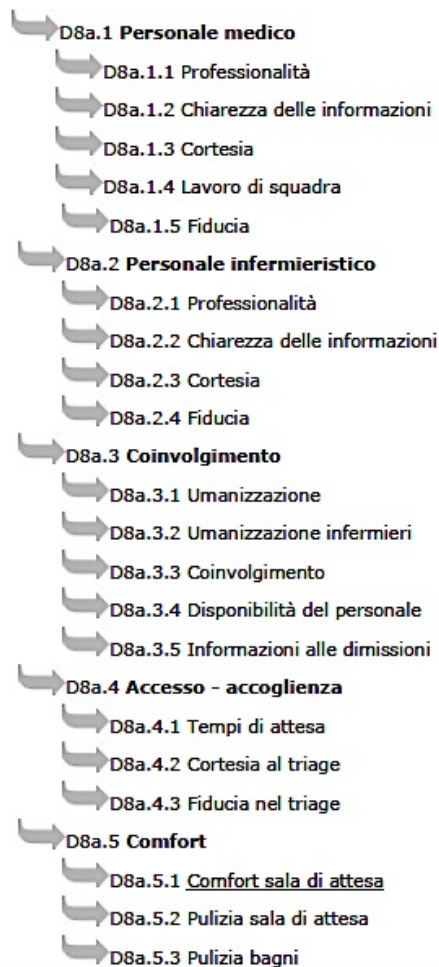 D8a.1 Personale medico
D8a.1.1 Professionalità
D8a.1.2 Chiarezza delle informazioni
D8a.1.3 Cortesia
D8a.1.4 Lavoro di squadra
D8a.1.5 Fiducia
D8a.2 Personale infermieristico
D8a.2.1 Professionalità
D8a.2.2 Chiarezza delle informazioni
D8a.2.3 Cortesia
D8a.2.4 Fiducia
D8a.3 Coinvolgimento
D8a.3.1 Umanizzazione
D8a.3.2 Umanizzazione infermieri
D8a.3.3 Coinvolgimento
D8a.3.4 Disponibilità del personale
D8a.3.5 Informazioni alle dimissioni
D8a.4 Accesso - accoglienza
D8a.4.1 Tempi di attesa
D8a.4.2 Cortesia al triage
D8a.4.3 Fiducia nel triage
D8a.5 Comfort
D8a.5.1 Comfort sala di attesa
D8a.5.2 Pulizia sala di attesa
D8a.5.3 Pulizia bagni